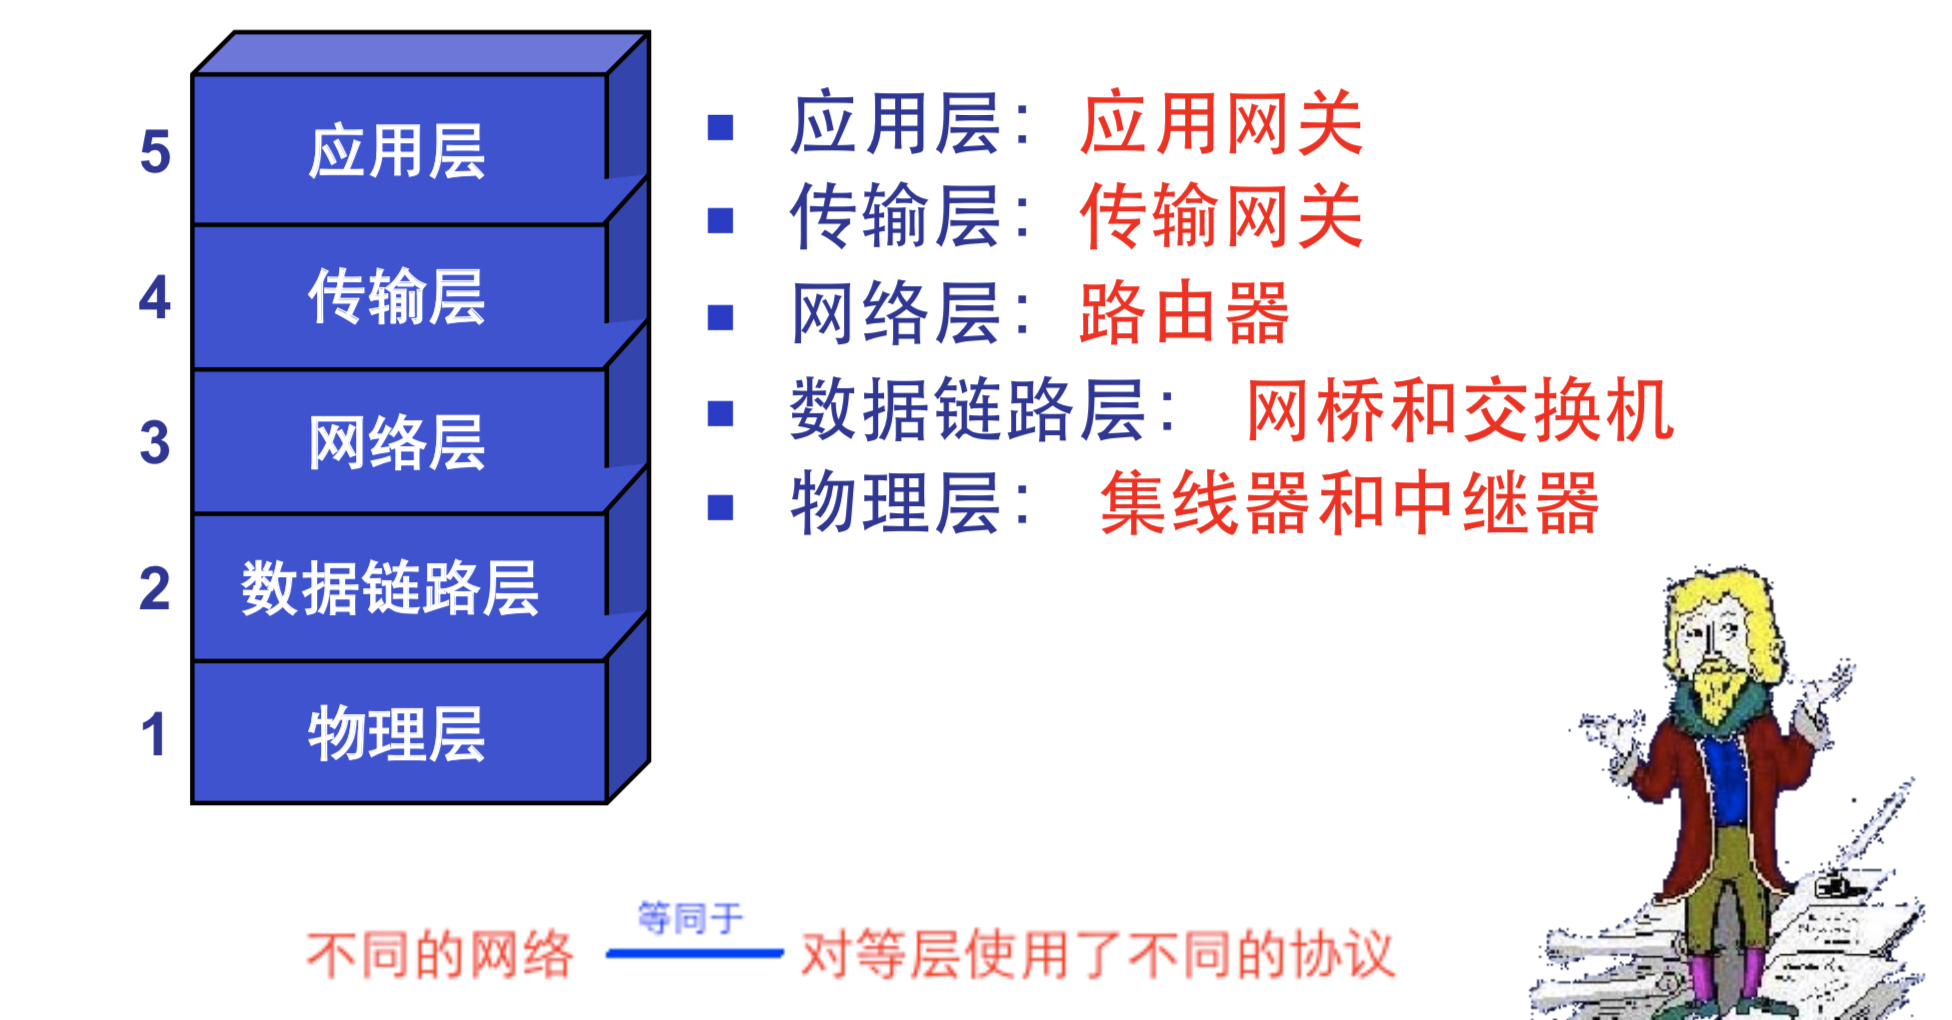 5 应用层
4 传输层
3 网络层
2 数据链路层
1 物理层
■ 应用层：应用网关
■ 传输层：传输网关
■ 网络层：路由器
■ 数据链路层： 网桥和交换机
■ 物理层： 集线器和中继器
等同于
不同的网络 对等层使用了不同的协议